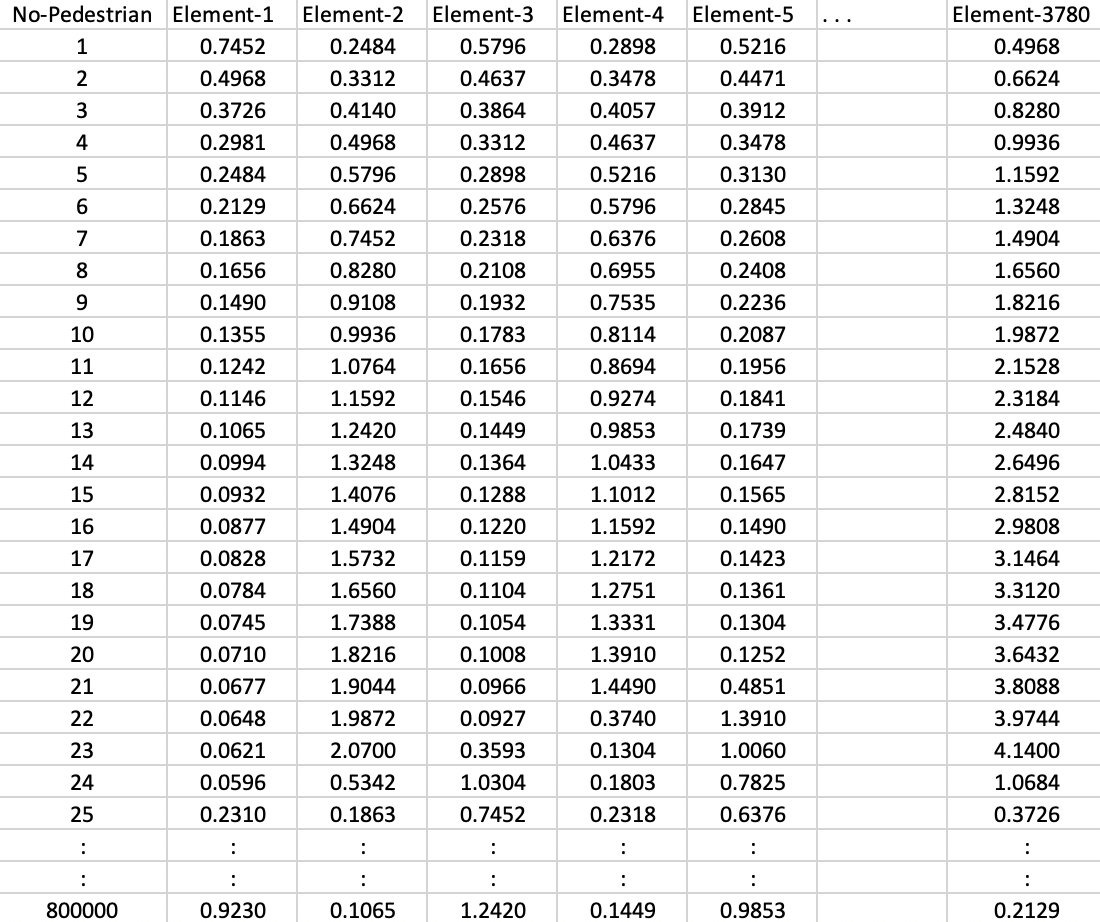 No-Pedestrian Element-1 Element-2 Element-3 Element-4 Element-5 ... Element-3780
1 0.7452 0.2484 0.5796 0.2898 0.5216 0.4968
2 0.4968 0.3312 0.4637 0.3478 0.4471 0.6624
3 0.3726 0.4140 0.3864 0.4057 0.3912 0.8280
4 0.2981 0.4968 0.3312 0.4637 0.3478 0.9936
5 0.2484 0.5796 0.2898 0.5216 0.3130 1.1592
6 0.2129 0.6624 0.2576 0.5796 0.2845 1.3248
7 0.1863 0.7452 0.2318 0.6376 0.2608 1.4904
8 0.1656 0.8280 0.2108 0.6955 0.2408 1.6560
9 0.1490 0.9108 0.1932 0.7535 0.2236 1.8216
10 0.1355 0.9936 0.1783 0.8114 0.2087 1.9872
11 0.1242 1.0764 0.1656 0.8694 0.1956 2.1528
12 0.1146 1.1592 0.1546 0.9274 0.1841 2.3184
13 0.1065 1.2420 0.1449 0.9853 0.1739 2.4840
14 0.0994 1.3248 0.1364 1.0433 0.1647 2.6496
15 0.0932 1.4076 0.1288 1.1012 0.1565 2.8152
16 0.0877 1.4904 0.1220 1.1592 0.1490 2.9808
17 0.0828 1.5732 0.1159 1.2172 0.1423 3.1464
18 0.0784 1.6560 0.1104 1.2751 0.1361 3.3120
19 0.0745 1.7388 0.1054 1.3331 0.1304 3.4776
20 0.0710 1.8216 0.1008 1.3910 0.1252 3.6432
21 0.0677 1.9044 0.0966 1.4490 0.4851 3.8088
22 0.0648 1.9872 0.0927 0.3740 1.3910 3.9744
23 0.0621 2.0700 0.3593 0.1304 1.0060 4.1400
24 0.0596 0.5342 1.0304 0.1803 0.7825 1.0684
25 0.2310 0.1863 0.7452 0.2318 0.6376 0.3726
: : : : : : :
: : : : : : :
800000 0.9230 0.1065 1.2420 0.1449 0.9853 0.2129